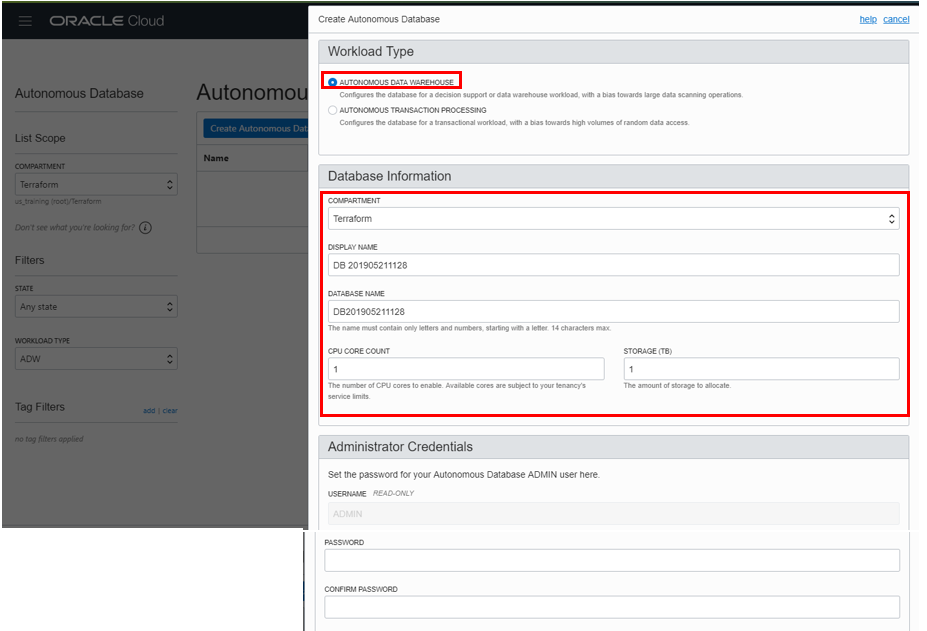 ORACLE Cloud
Autonomous Database
List Scope
COMPARTMENT
Terraform
us_training (root)/Terraform
Don't see what you're looking for? i
Filters
STATE
Any state
WORKLOAD TYPE
ADW
Tag Filters add | clear
no tag filters applied
Autonomou
Create Autonomous Dat
Name
Create Autonomous Database help cancel
Workload Type
AUTONOMOUS DATA WAREHOUSE
Configures the database for a decision support or data warehouse workload, with a bias towards large data scanning operations.
AUTONOMOUS TRANSACTION PROCESSING
Configures the database for a transactional workload, with a bias towards high volumes of random data access.
Database Information
COMPARTMENT
Terraform
DISPLAY NAME
DB 201905211128
DATABASE NAME
DB201905211128
The name must contain only letters and numbers, starting with a letter. 14 characters max.
CPU CORE COUNT
1
The number of CPU cores to enable. Available cores are subject to your tenancy's
service limits.
STORAGE (TB)
1
The amount of storage to allocate.
Administrator Credentials
Set the password for your Autonomous Database ADMIN user here.
USERNAME READ-ONLY
ADMIN
PASSWORD
CONFIRM PASSWORD